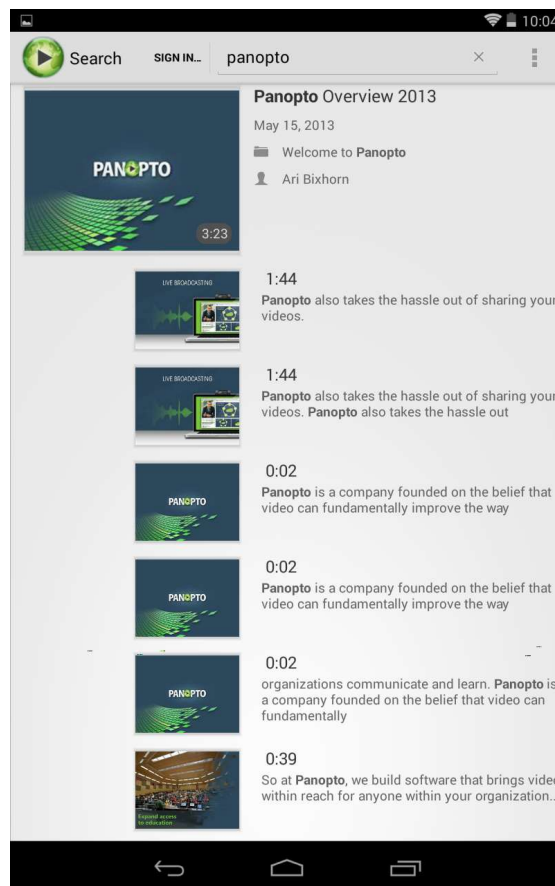 10:04
Search SIGN IN... panopto
Panopto Overview 2013
May 15, 2013
Welcome to Panopto
Ari Bixhorn
PANOPTO
3:23
LIVE BROADCASTING
1:44
Panopto also takes the hassle out of sharing your
videos.
LIVE BROADCASTING
1:44
Panopto also takes the hassle out of sharing your
videos. Panopto also takes the hassle out
PANOPTO
0:02
Panopto is a company founded on the belief that
video can fundamentally improve the way
PANOPTO
0:02
Panopto is a company founded on the belief that
video can fundamentally improve the way
PANOPTO
0:02
organizations communicate and learn. Panopto is
a company founded on the belief that video can
fundamentally
Expand access
to education
0:39
So at Panopto, we build software that brings video
within reach for anyone within your organization..